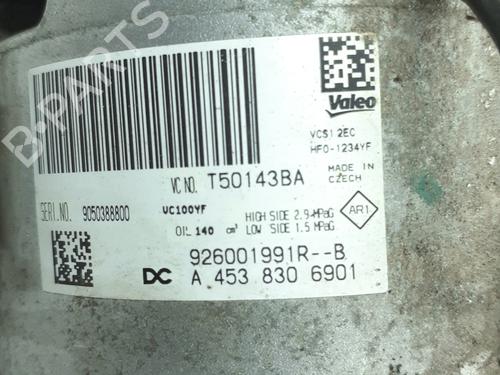 B-PARTS
Valeo
VCS12EC
HFO-1234YF
VC NO. T50143BA
MADE IN
CZECH
SERI.NO. 9050388800
VC100YF
HIGH SIDE 2.9 MPaG
AR1
OIL 140 cm³ LOW SIDE 1.5 MPaG
926001991R--B
DC A 453 830 6901